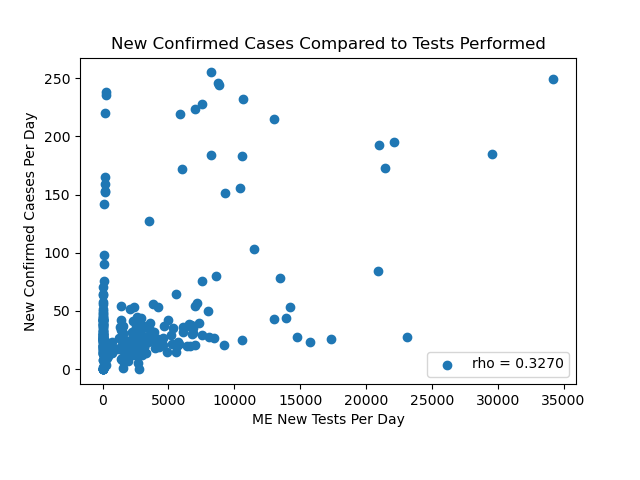 New Confirmed Cases Compared to Tests Performed
New Confirmed Caeses Per Day
250
200
150
100
50
0
rho = 0.3270
0 5000 10000 15000 20000 25000 30000 35000
ME New Tests Per Day